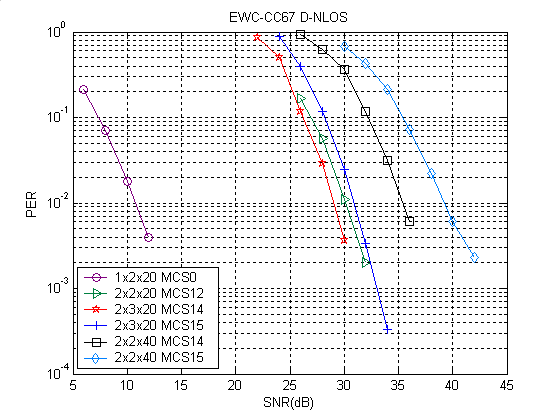 EWC-CC67 D-NLOS
10^0
10^-1
10^-2
10^-3
10^-4
PER
1x2x20 MCS0
2x2x20 MCS12
2x3x20 MCS14
2x3x20 MCS15
2x2x40 MCS14
2x2x40 MCS15
5 10 15 20 25 30 35 40 45
SNR(dB)